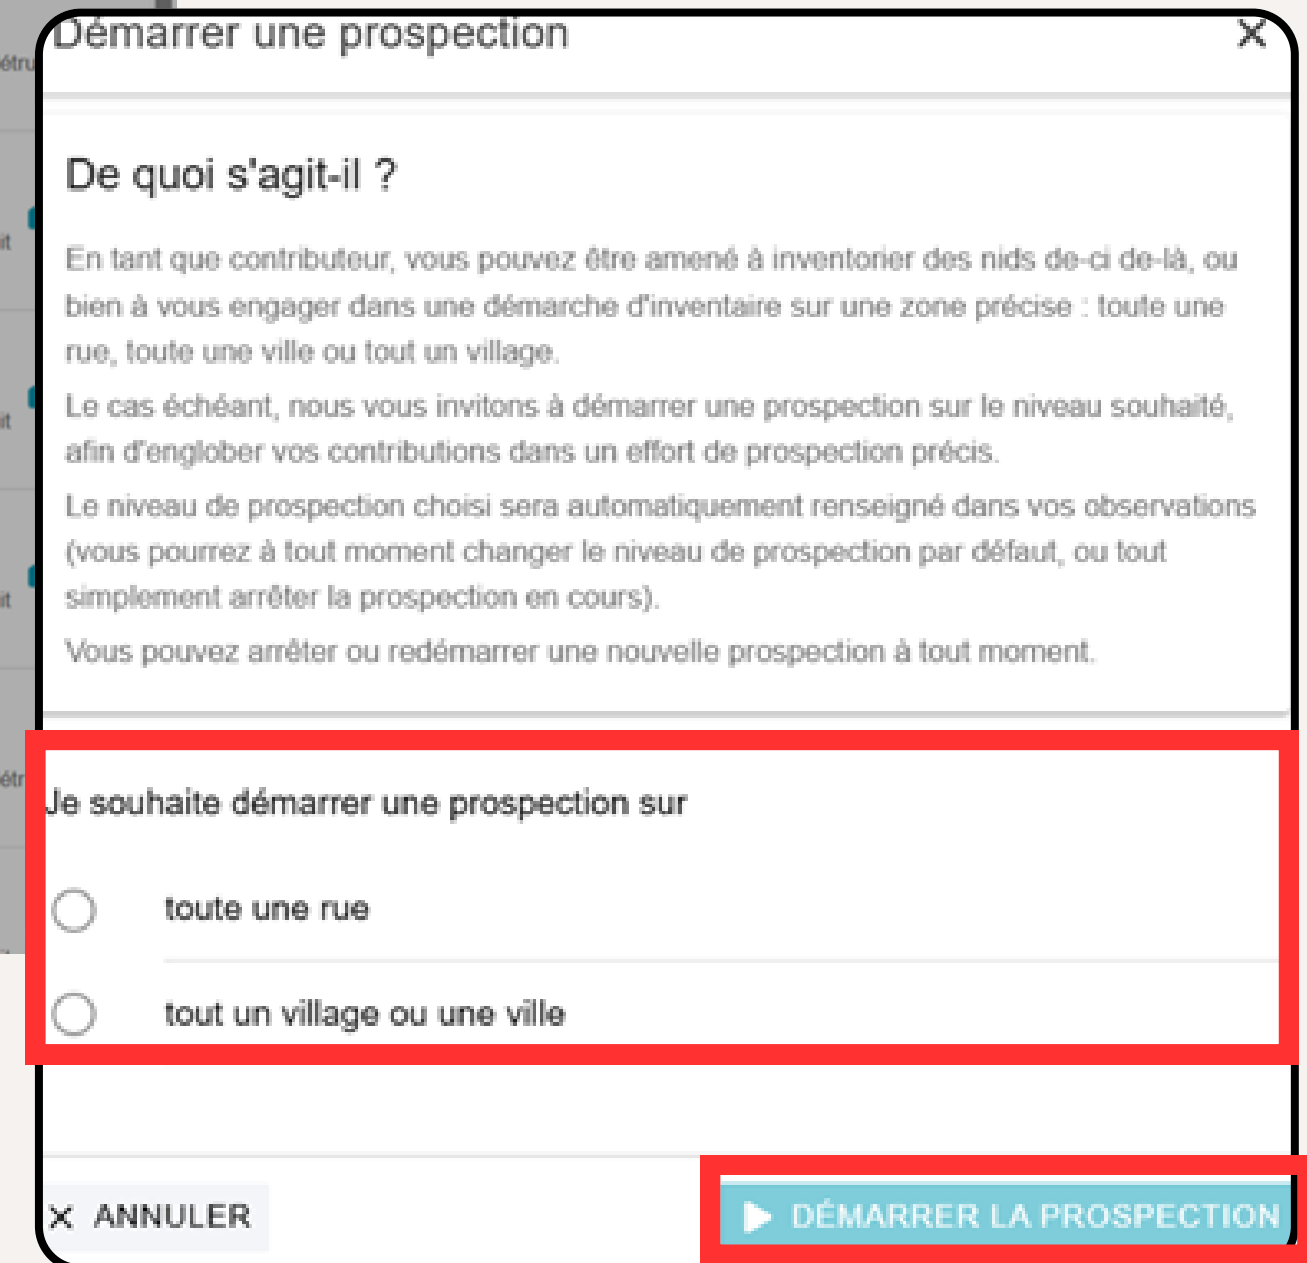 Démarrer une prospection
De quoi s'agit-il ?
En tant que contributeur, vous pouvez être amené à inventorier des nids de-ci de-là, ou
bien à vous engager dans une démarche d'inventaire sur une zone précise : toute une
rue, toute une ville ou tout un village.
Le cas échéant, nous vous invitons à démarrer une prospection sur le niveau souhaité,
afin d'englober vos contributions dans un effort de prospection précis.
Le niveau de prospection choisi sera automatiquement renseigné dans vos observations
(vous pourrez à tout moment changer le niveau de prospection par défaut, ou tout
simplement arrêter la prospection en cours).
Vous pouvez arrêter ou redémarrer une nouvelle prospection à tout moment.
Je souhaite démarrer une prospection sur
toute une rue
tout un village ou une ville
ANNULER
DÉMARRER LA PROSPECTION